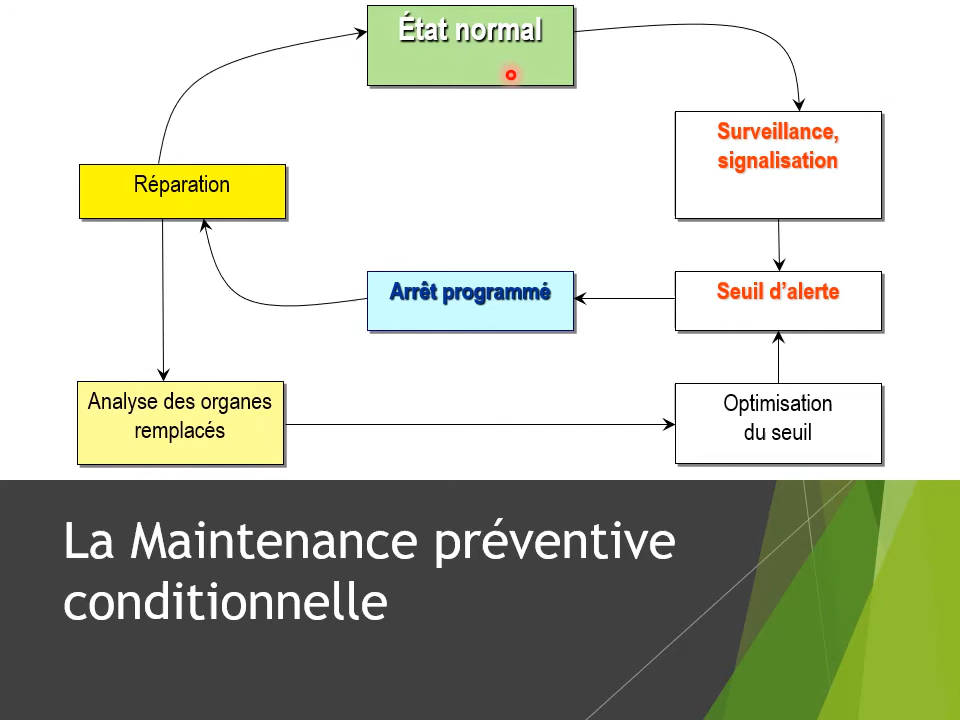 État normal
Surveillance,
signalisation
Réparation
Arrêt programmé
Seuil d’alerte
Analyse des organes
remplacés
Optimisation
du seuil
La Maintenance préventive
conditionnelle